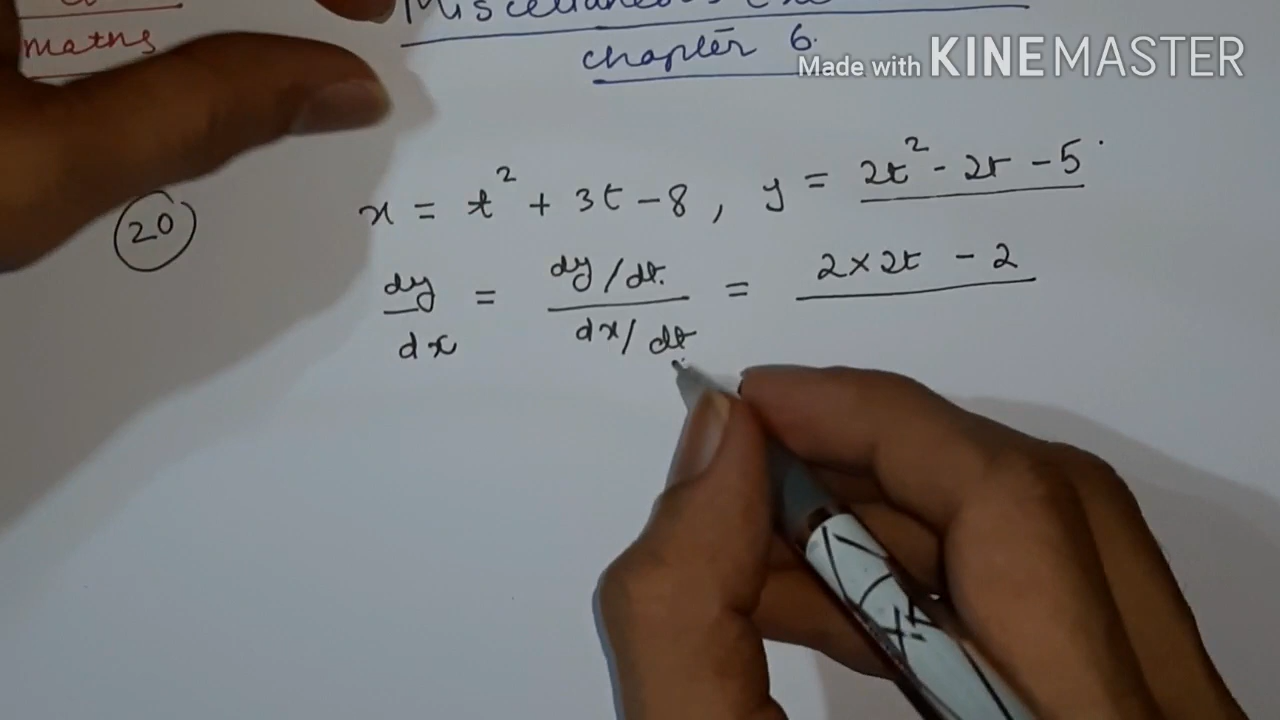 Miscellaneous
maths
chapter 6.
Made with KINEMASTER
20
x = t² + 3t - 8, y = 2t² - 2t - 5.
dy/dx = dy/dt / dx/dt = 2×2t - 2